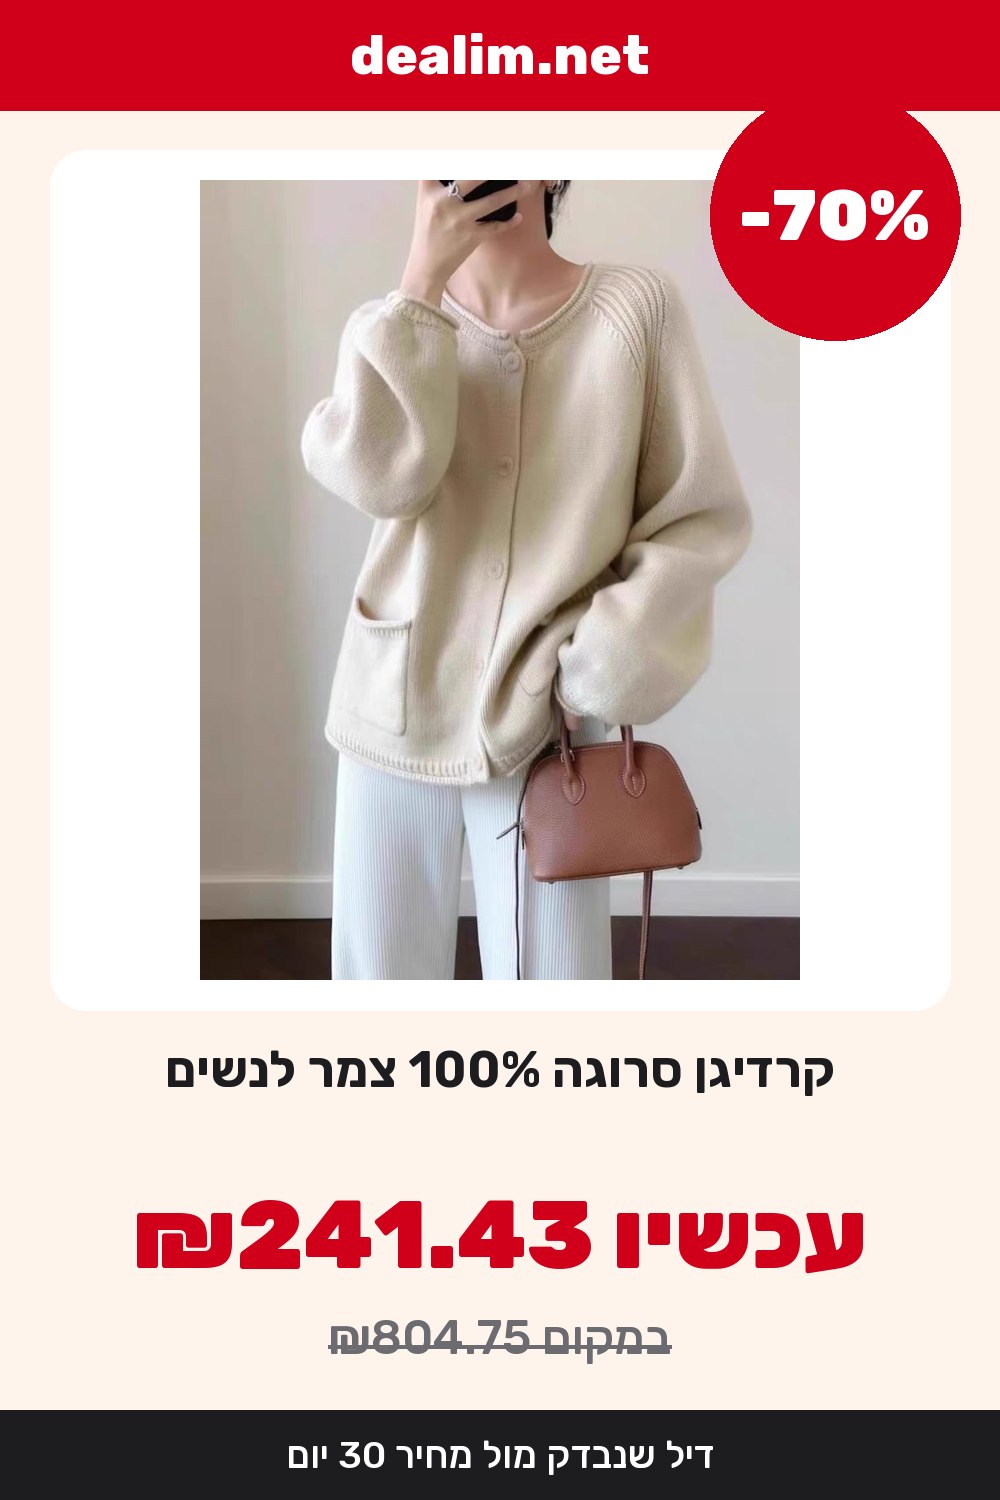 dealim.net
-70%
קרדיגן סרוגה 100% צמר לנשים
עכשיו 241.43₪
במקום 804.75₪
דיל שנבדק מול מחיר 30 יום